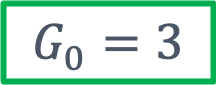 G₀ = 3